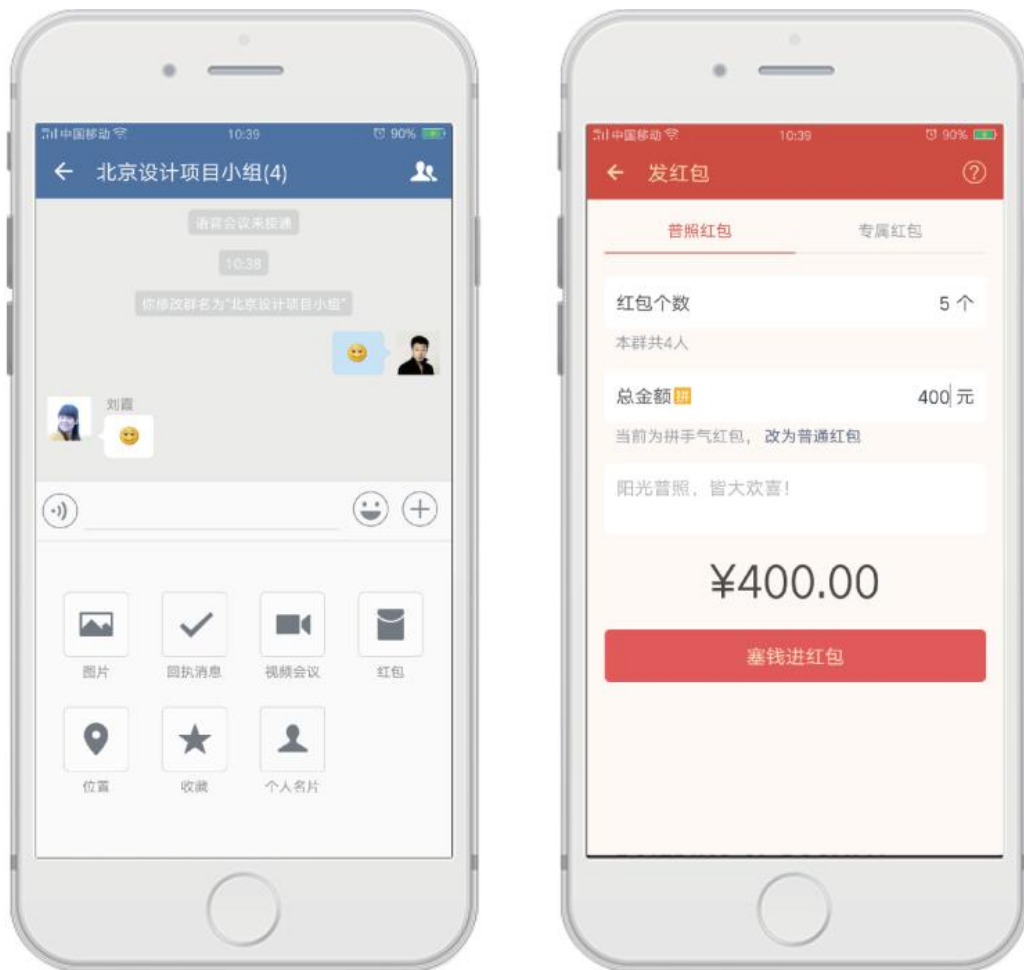 中国移动
10:39
90%
北京设计项目小组(4)
语音会议未接通
10:38
你修改群名为“北京设计项目小组”
刘霞
图片
回执消息
视频会议
红包
位置
收藏
个人名片
中国移动
10:39
90%
发红包
普照红包
专属红包
红包个数
5 个
本群共4人
总金额拼
400 元
当前为拼手气红包，改为普通红包
阳光普照，皆大欢喜！
¥400.00
塞钱进红包